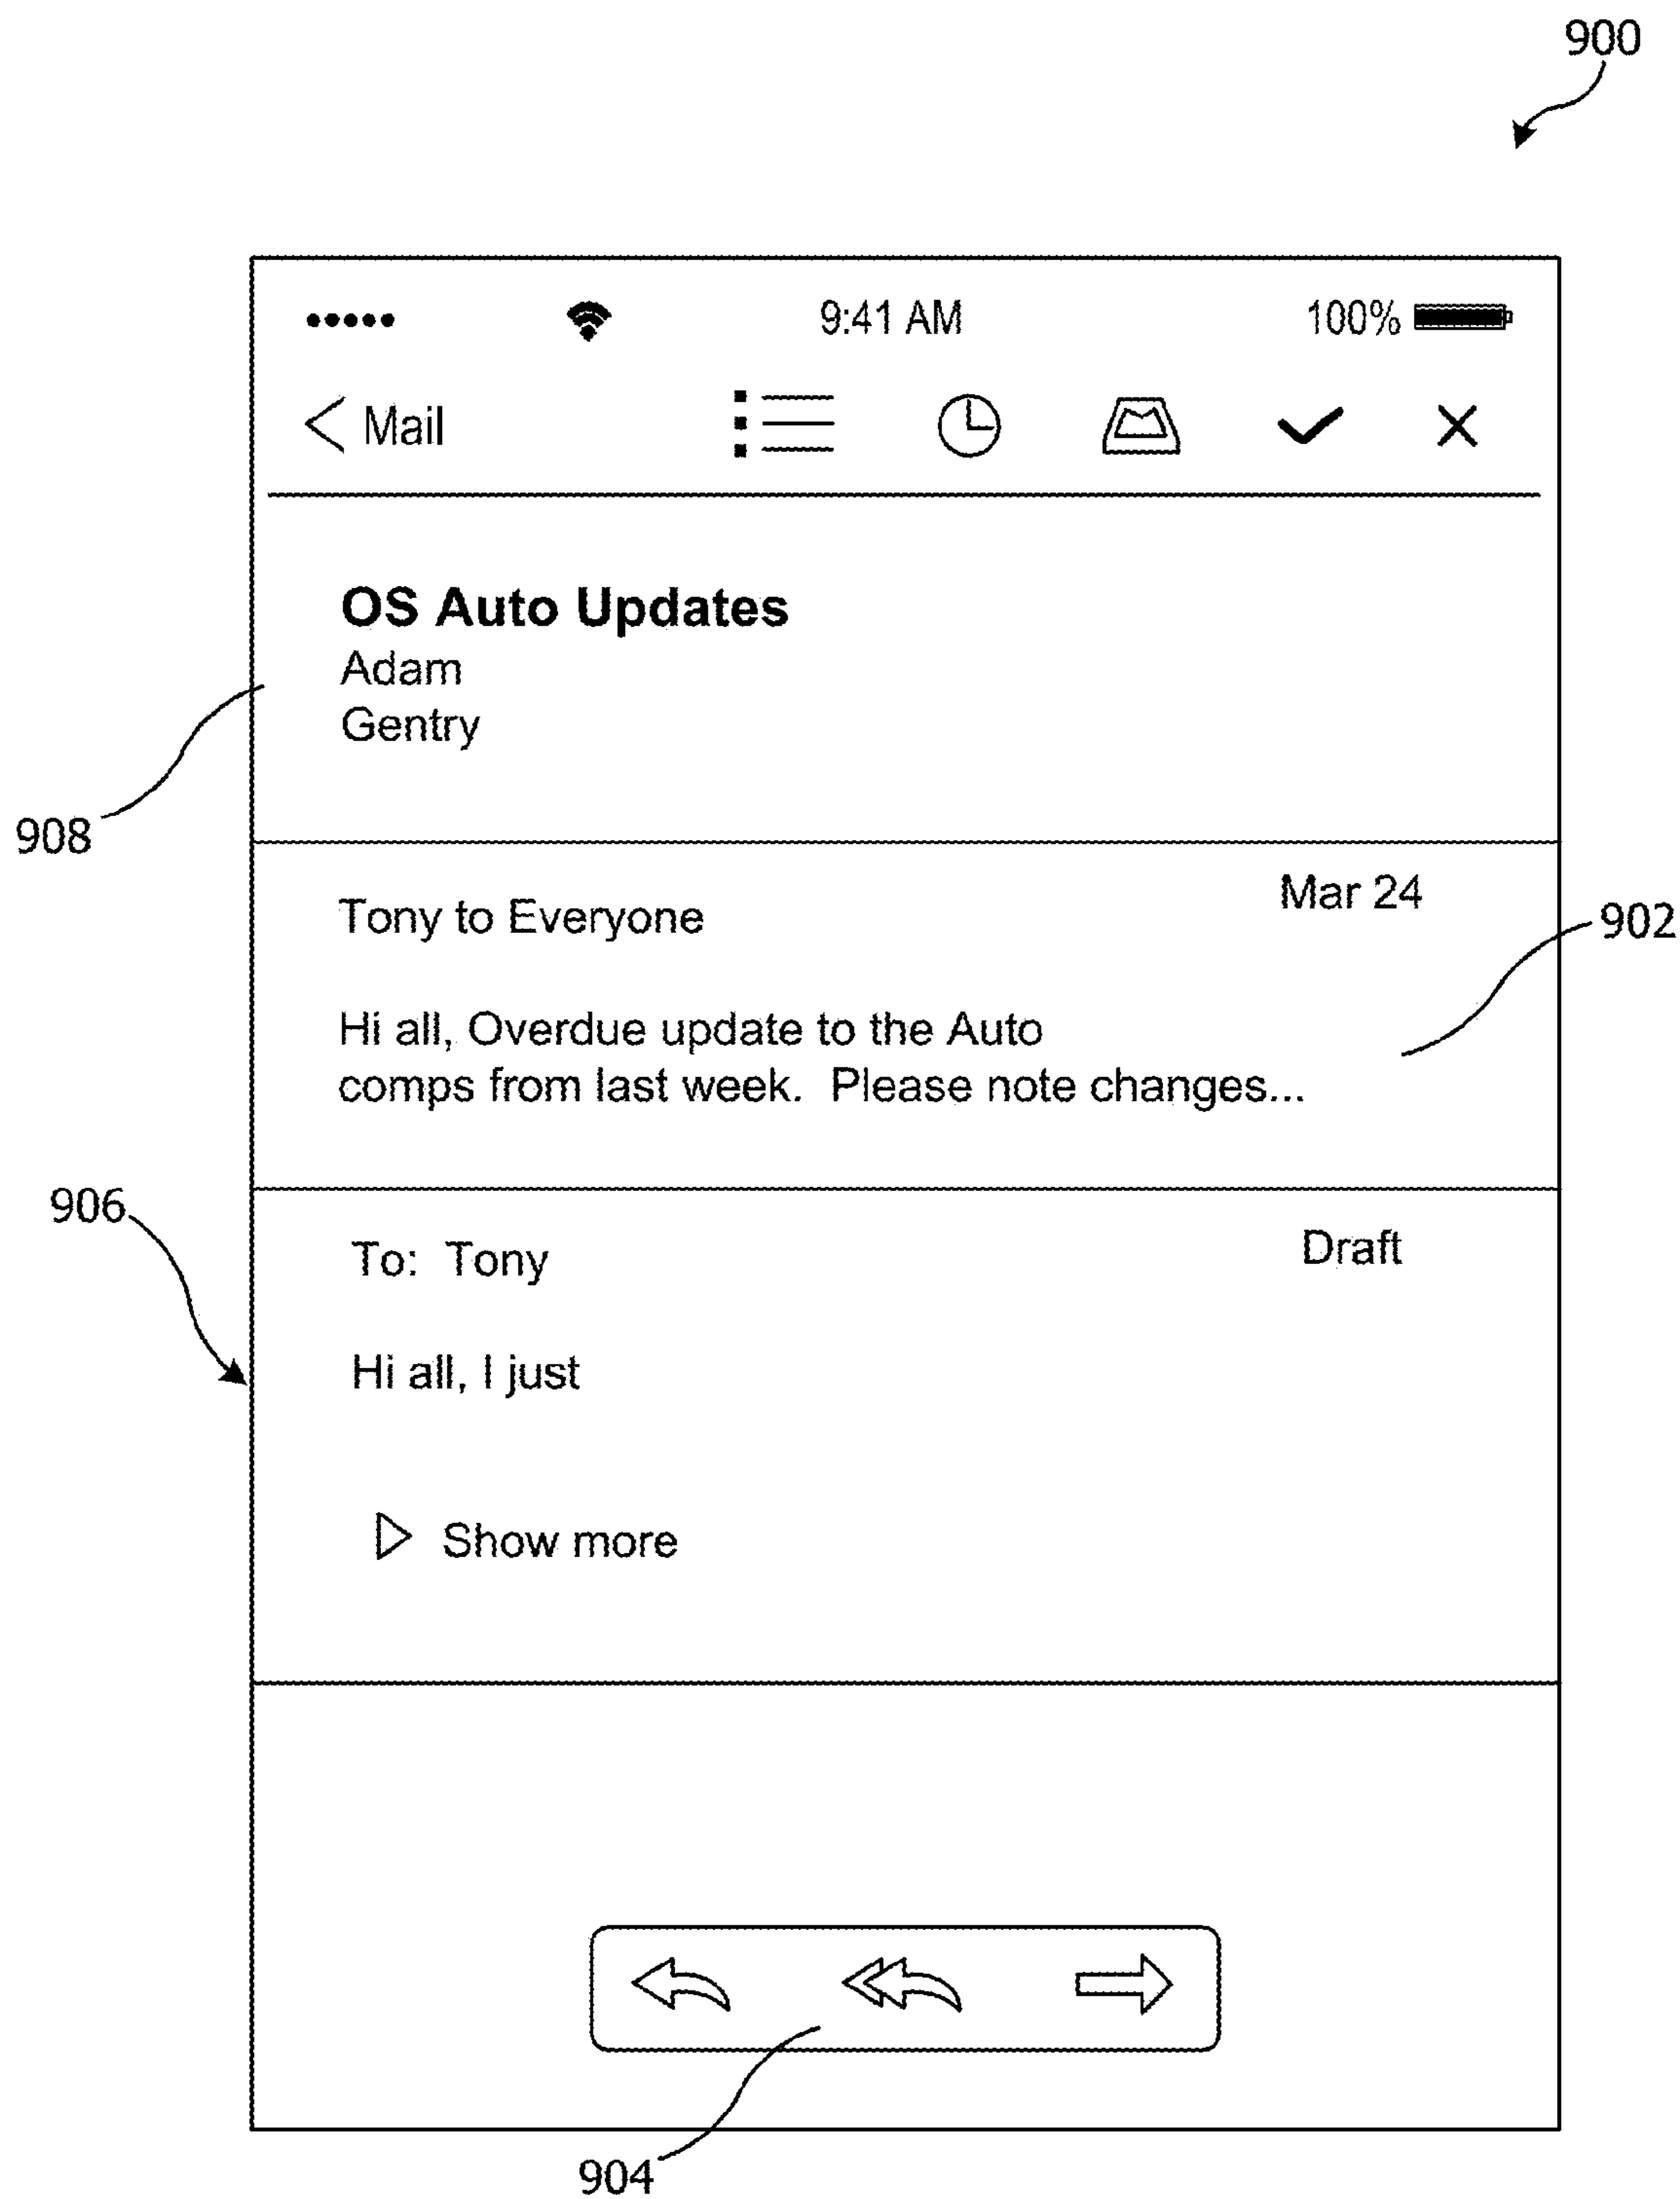 900
9:41 AM 100%
Mail
OS Auto Updates
Adam
Gentry
908
Mar 24
Tony to Everyone
902
Hi all, Overdue update to the Auto
comps from last week. Please note changes...
906
To: Tony Draft
Hi all, I just
Show more
904